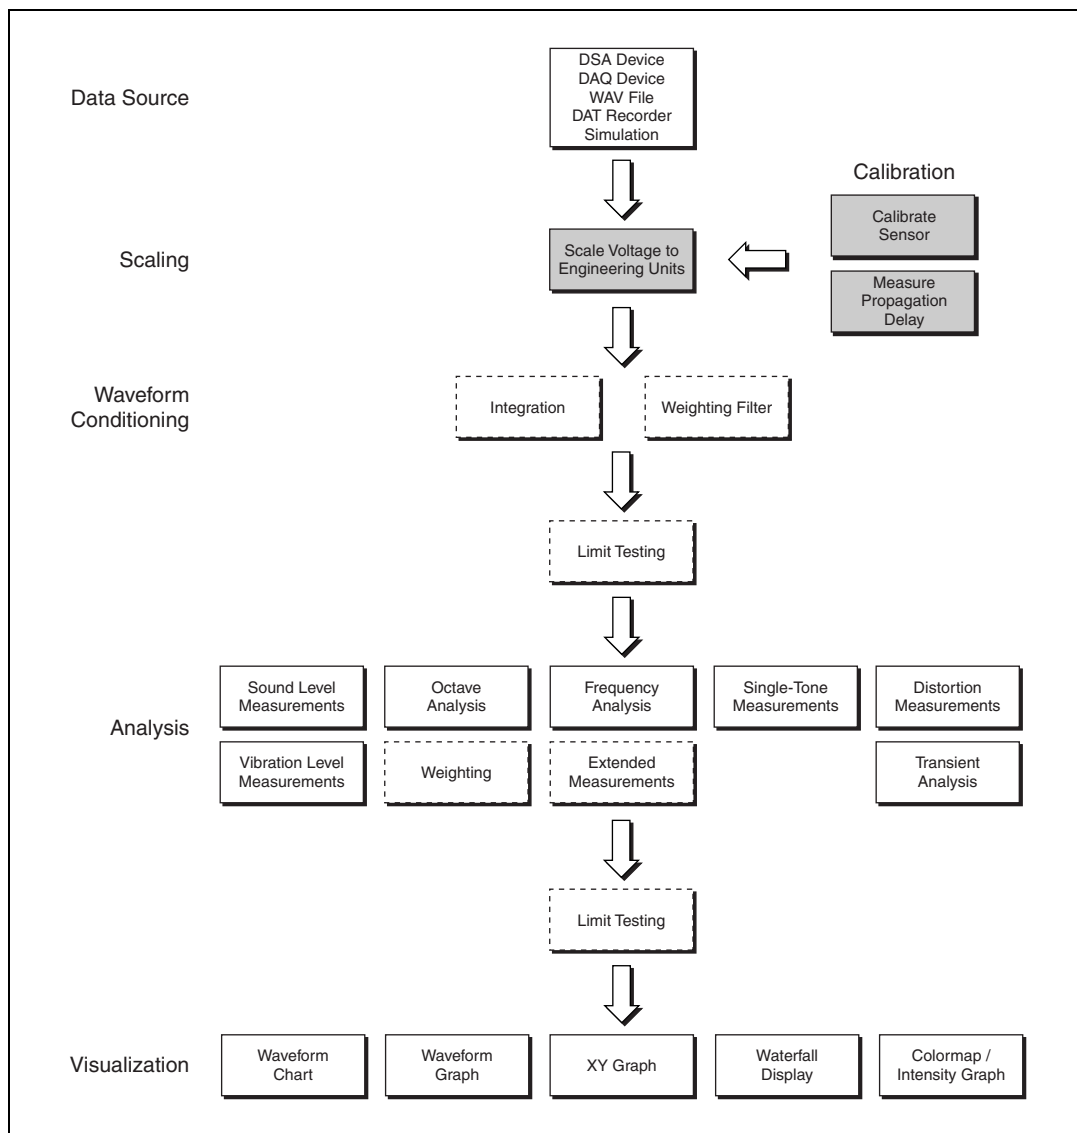 Data Source
DSA Device
DAQ Device
WAV File
DAT Recorder
Simulation
Calibration
Calibrate
Sensor
Measure
Propagation
Delay
Scaling
Scale Voltage to
Engineering Units
Waveform
Conditioning
Integration
Weighting Filter
Limit Testing
Analysis
Sound Level
Measurements
Octave
Analysis
Frequency
Analysis
Single-Tone
Measurements
Distortion
Measurements
Vibration Level
Measurements
Weighting
Extended
Measurements
Transient
Analysis
Limit Testing
Visualization
Waveform
Chart
Waveform
Graph
XY Graph
Waterfall
Display
Colormap /
Intensity Graph